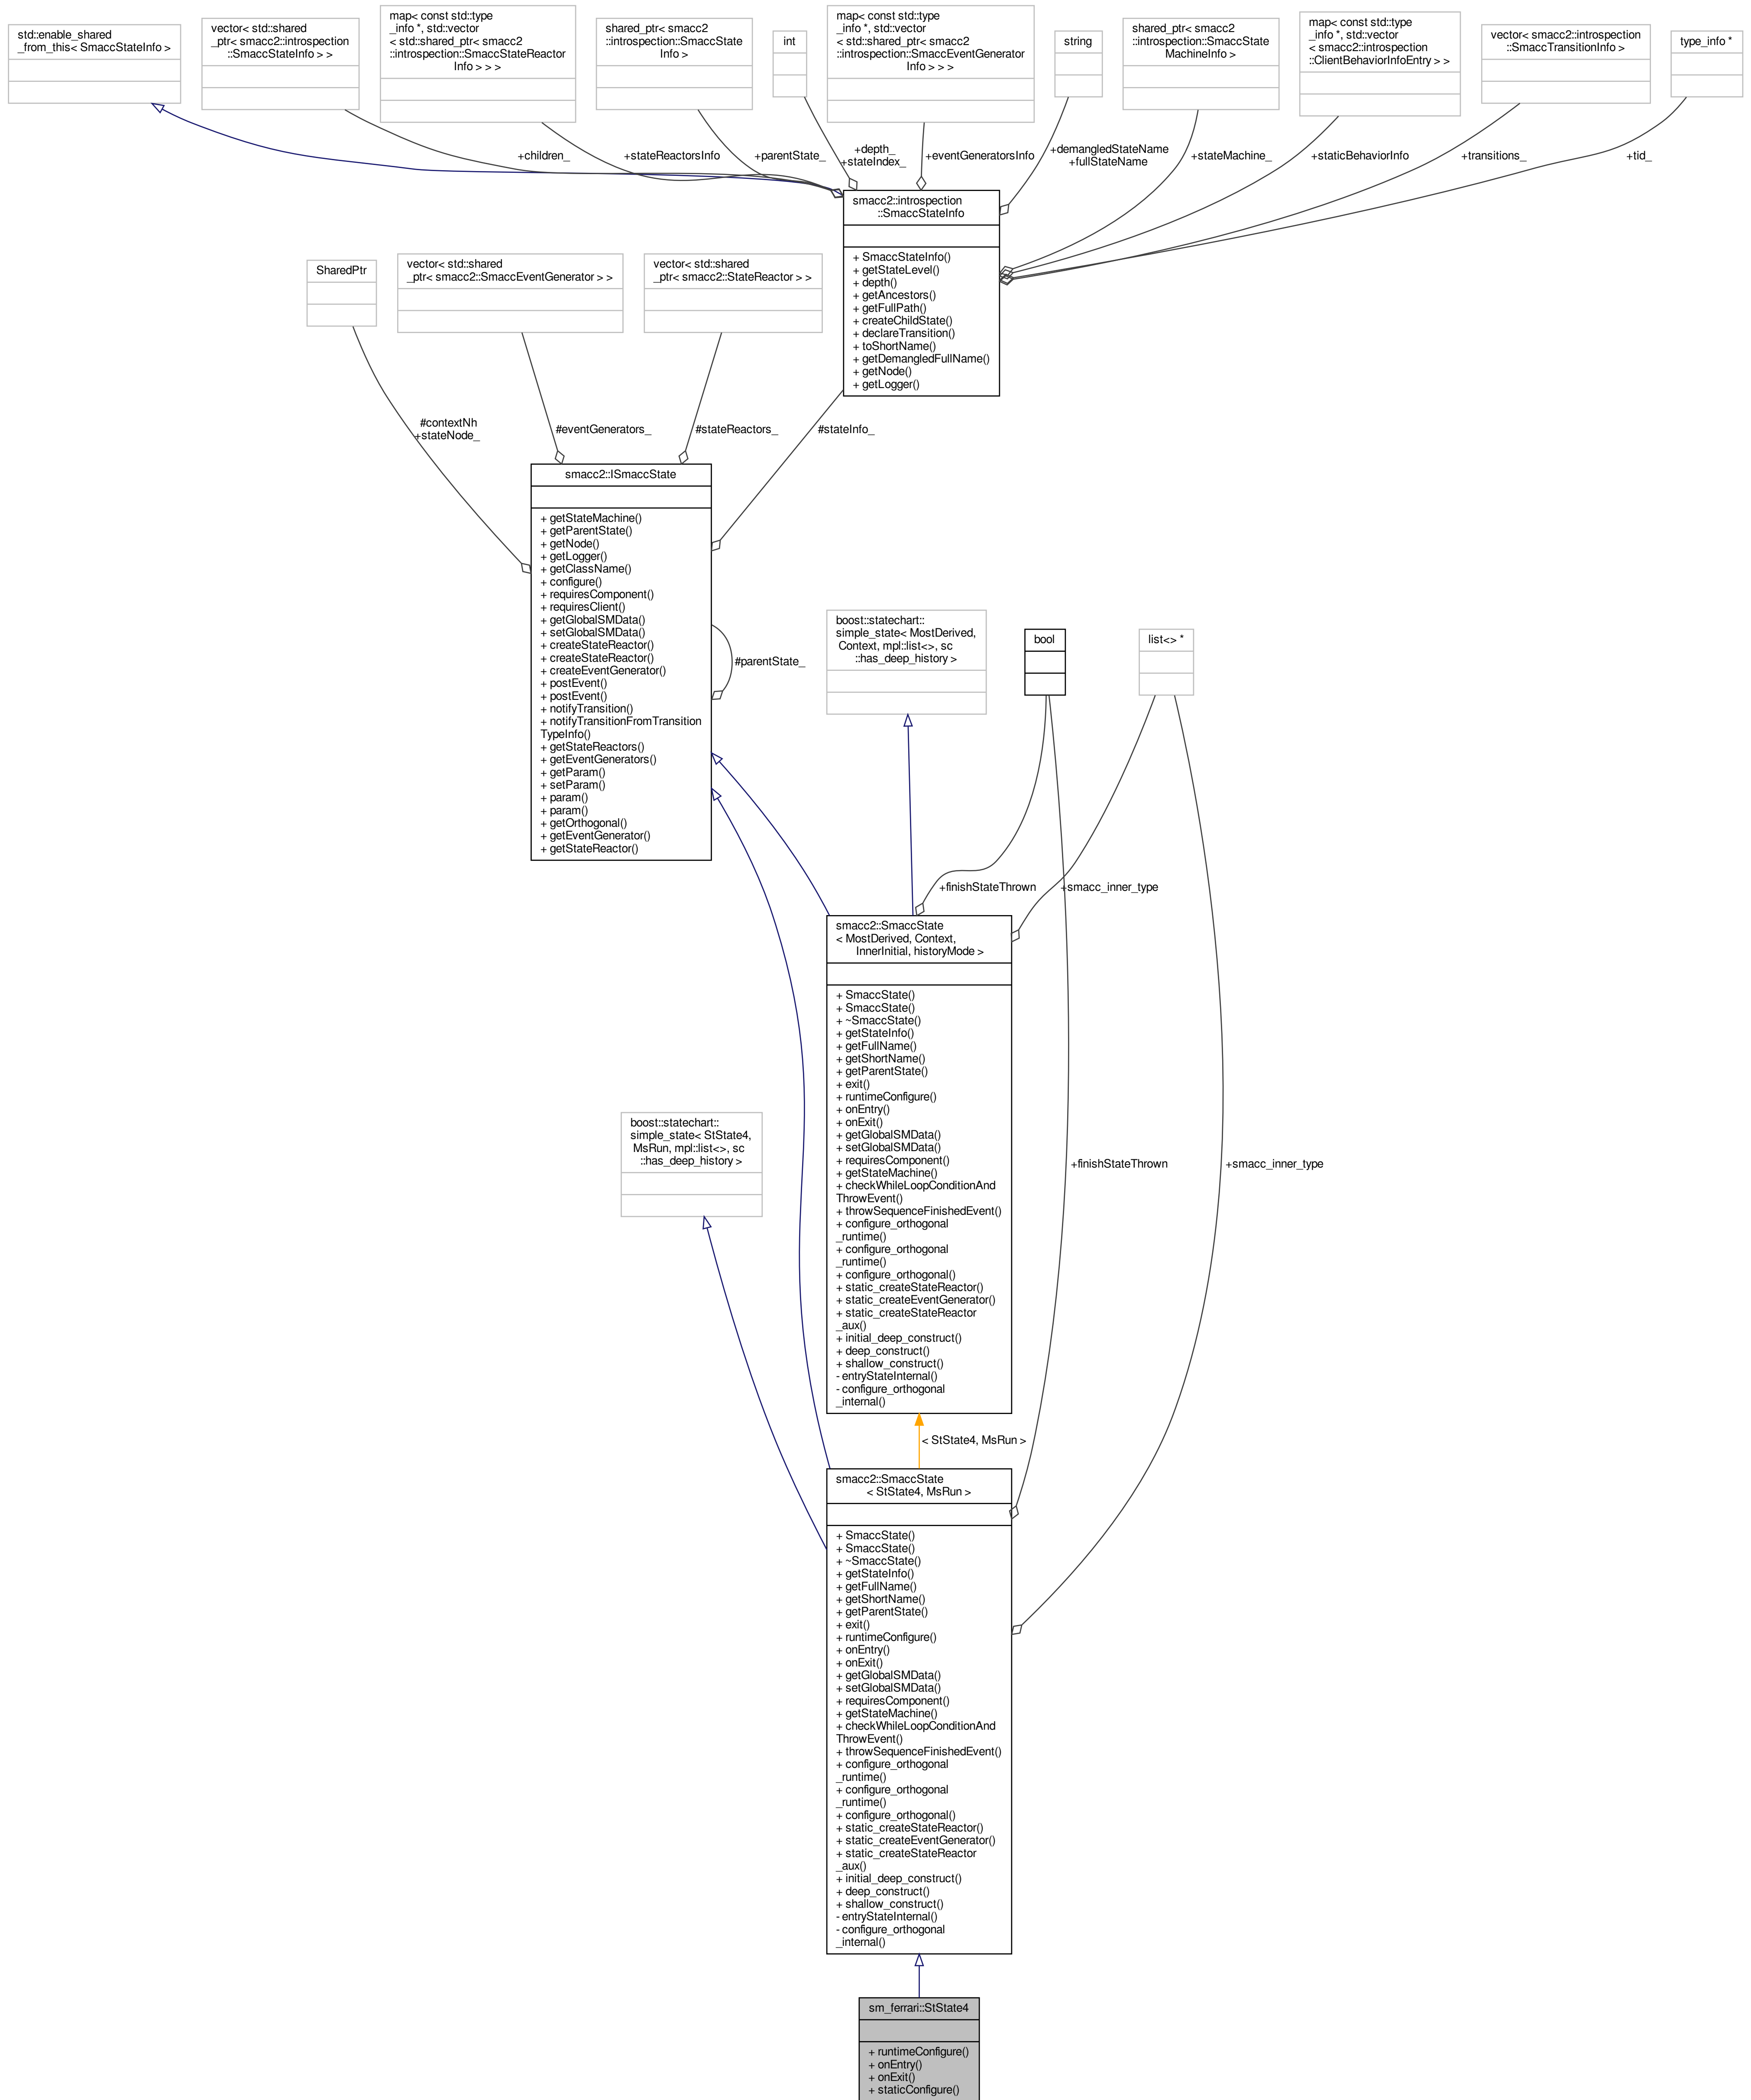 std::enable_shared
_from_this< SmaccStateInfo >
vector< std::shared
_ptr< smacc2::introspection
::SmaccStateInfo > >
map< const std::type
_info *, std::vector
< std::shared_ptr< smacc2
::introspection::SmaccStateReactor
Info > > >
shared_ptr< smacc2
::introspection::SmaccState
Info >
int
map< const std::type
_info *, std::vector
< std::shared_ptr< smacc2
::introspection::SmaccEventGenerator
Info > > >
string
shared_ptr< smacc2
::introspection::SmaccState
MachineInfo >
map< const std::type
_info *, std::vector
< smacc2::introspection
::ClientBehaviorInfoEntry > >
vector< smacc2::introspection
::SmaccTransitionInfo >
type_info *
+children_
+stateReactorsInfo
+parentState_
+depth_
+stateIndex_
+eventGeneratorsInfo
+demangledStateName
+fullStateName
+stateMachine_
+staticBehaviorInfo
+transitions_
+tid_
smacc2::introspection
::SmaccStateInfo
+ SmaccStateInfo()
+ getStateLevel()
+ depth()
+ getAncestors()
+ getFullPath()
+ createChildState()
+ declareTransition()
+ toShortName()
+ getDemangledFullName()
+ getNode()
+ getLogger()
SharedPtr
vector< std::shared
_ptr< smacc2::SmaccEventGenerator > >
vector< std::shared
_ptr< smacc2::StateReactor > >
#contextNh
+stateNode_
#eventGenerators_
#stateReactors_
#stateInfo_
smacc2::ISmaccState
+ getStateMachine()
+ getParentState()
+ getNode()
+ getLogger()
+ getClassName()
+ configure()
+ requiresComponent()
+ requiresClient()
+ getGlobalSMData()
+ setGlobalSMData()
+ createStateReactor()
+ createStateReactor()
+ createEventGenerator()
+ postEvent()
+ postEvent()
+ notifyTransition()
+ notifyTransitionFromTransition
TypeInfo()
+ getStateReactors()
+ getEventGenerators()
+ getParam()
+ setParam()
+ param()
+ param()
+ getOrthogonal()
+ getEventGenerator()
+ getStateReactor()
#parentState_
boost::statechart::
simple_state< MostDerived,
Context, mpl::list<>, sc
::has_deep_history >
bool
list<> *
+finishStateThrown
+smacc_inner_type
smacc2::SmaccState
< MostDerived, Context,
InnerInitial, historyMode >
+ SmaccState()
+ SmaccState()
+ ~SmaccState()
+ getStateInfo()
+ getFullName()
+ getShortName()
+ getParentState()
+ exit()
+ runtimeConfigure()
+ onEntry()
+ onExit()
+ getGlobalSMData()
+ setGlobalSMData()
+ requiresComponent()
+ getStateMachine()
+ checkWhileLoopConditionAnd
ThrowEvent()
+ throwSequenceFinishedEvent()
+ configure_orthogonal
_runtime()
+ configure_orthogonal
_runtime()
+ configure_orthogonal()
+ static_createStateReactor()
+ static_createEventGenerator()
+ static_createStateReactor
_aux()
+ initial_deep_construct()
+ deep_construct()
+ shallow_construct()
- entryStateInternal()
- configure_orthogonal
_internal()
boost::statechart::
simple_state< StState4,
MsRun, mpl::list<>, sc
::has_deep_history >
+finishStateThrown
+smacc_inner_type
< StState4, MsRun >
smacc2::SmaccState
< StState4, MsRun >
+ SmaccState()
+ SmaccState()
+ ~SmaccState()
+ getStateInfo()
+ getFullName()
+ getShortName()
+ getParentState()
+ exit()
+ runtimeConfigure()
+ onEntry()
+ onExit()
+ getGlobalSMData()
+ setGlobalSMData()
+ requiresComponent()
+ getStateMachine()
+ checkWhileLoopConditionAnd
ThrowEvent()
+ throwSequenceFinishedEvent()
+ configure_orthogonal
_runtime()
+ configure_orthogonal
_runtime()
+ configure_orthogonal()
+ static_createStateReactor()
+ static_createEventGenerator()
+ static_createStateReactor
_aux()
+ initial_deep_construct()
+ deep_construct()
+ shallow_construct()
- entryStateInternal()
- configure_orthogonal
_internal()
sm_ferrari::StState4
+ runtimeConfigure()
+ onEntry()
+ onExit()
+ staticConfigure()